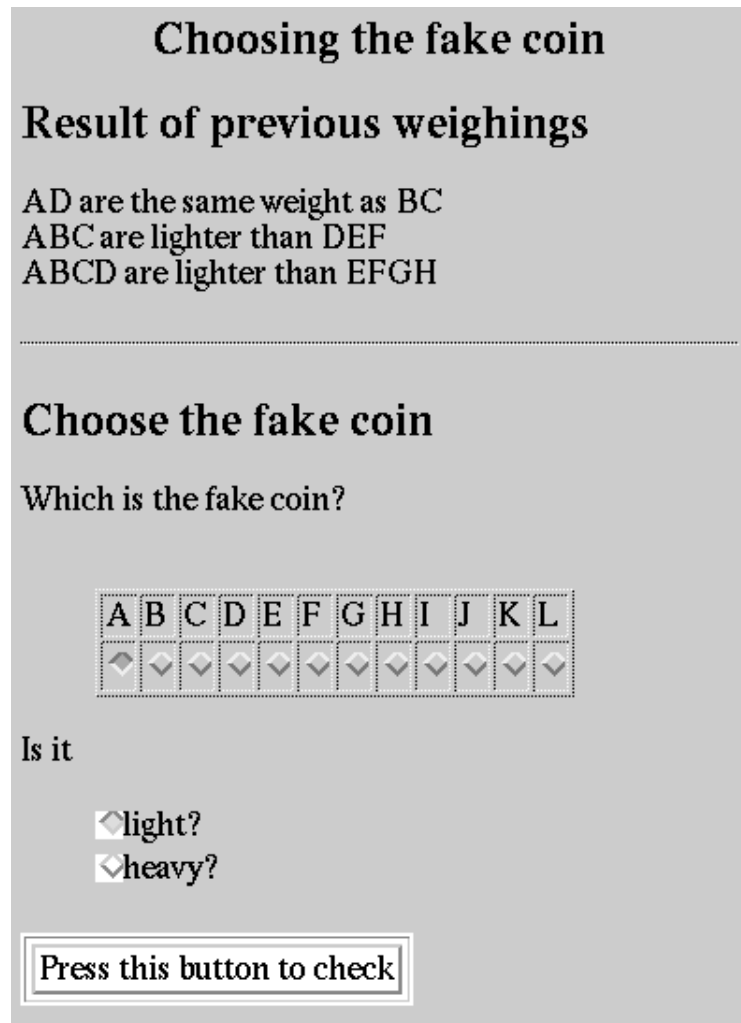 Choosing the fake coin
Result of previous weighings
AD are the same weight as BC
ABC are lighter than DEF
ABCD are lighter than EFGH
Choose the fake coin
Which is the fake coin?
A B C D E F G H I J K L
Is it
light?
heavy?
Press this button to check